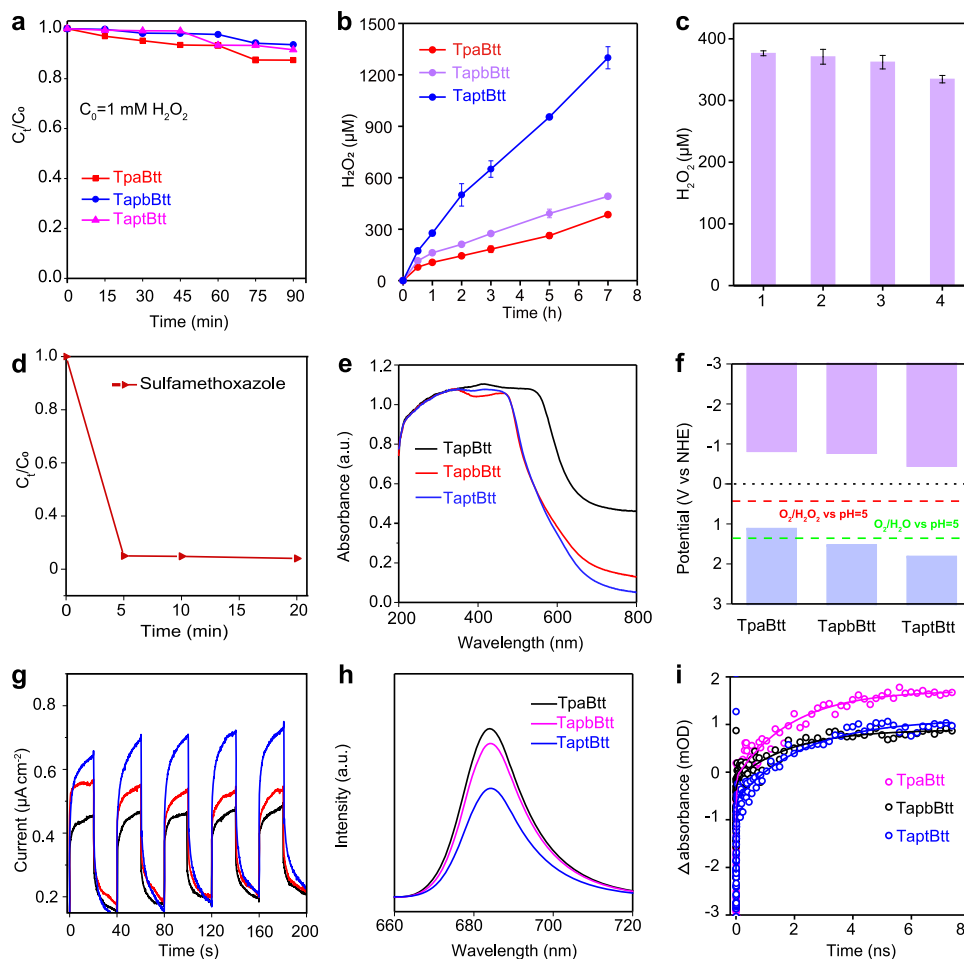 a
1.0
0.8
0.6
0.4
0.2
0.0
Ct/C₀
C₀=1 mM H₂O₂
TpaBtt
TapbBtt
TaptBtt
0 15 30 45 60 75 90
Time (min)
b
1500
1200
900
600
300
0
H₂O₂ (μM)
TpaBtt
TapbBtt
TaptBtt
0 1 2 3 4 5 6 7 8
Time (h)
c
400
300
200
100
0
H₂O₂ (μM)
1 2 3 4
d
1.0
0.8
0.6
0.4
0.2
0
Ct/C₀
Sulfamethoxazole
0 5 10 15 20
Time (min)
e
1.2
0.9
0.6
0.3
0.0
Absorbance (a.u.)
TapBtt
TapbBtt
TaptBtt
200 400 600 800
Wavelength (nm)
f
-3
-2
-1
0
1
2
3
Potential (V vs NHE)
O₂/H₂O₂ vs pH=5
O₂/H₂O vs pH=5
TpaBtt TapbBtt TaptBtt
g
0.8
0.6
0.4
0.2
Current (μA cm⁻²)
0 40 80 120 160 200
Time (s)
h
Intensity (a.u.)
TpaBtt
TapbBtt
TaptBtt
660 680 700 720
Wavelength (nm)
i
2
1
0
-1
-2
-3
Δabsorbance (mOD)
TpaBtt
TapbBtt
TaptBtt
0 2 4 6 8
Time (ns)